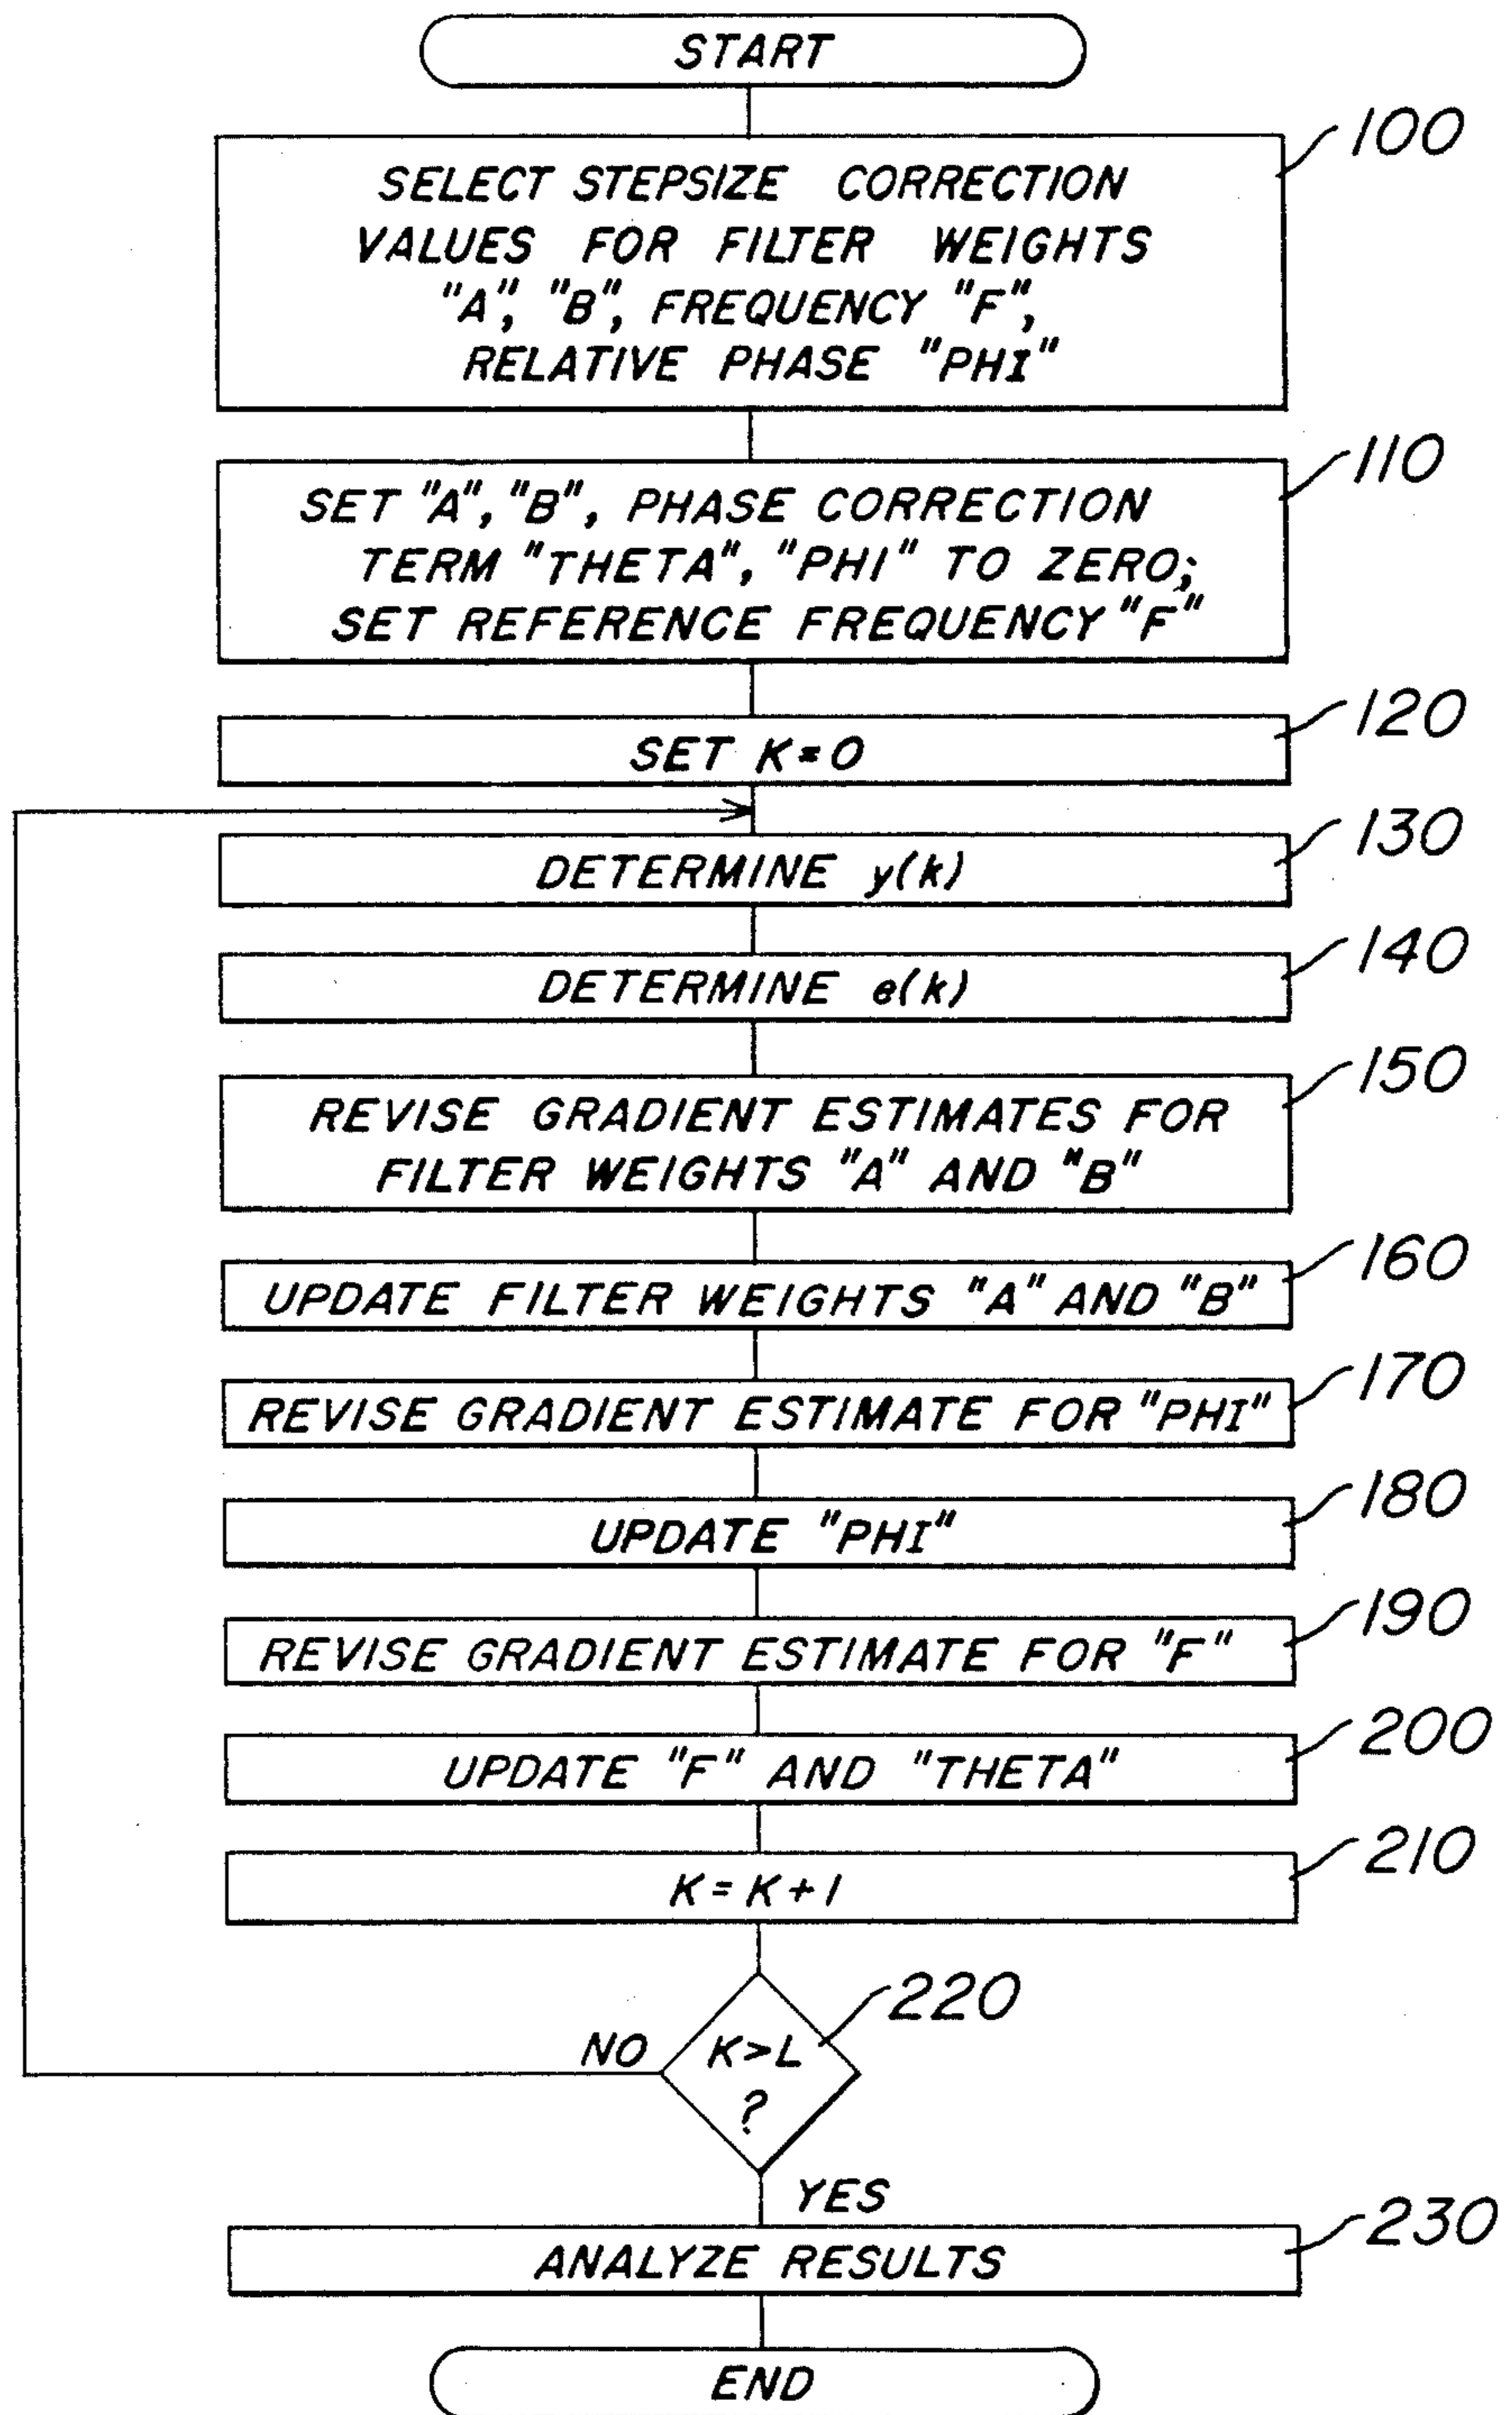 START
100
SELECT STEPSIZE CORRECTION
VALUES FOR FILTER WEIGHTS
"A", "B", FREQUENCY "F",
RELATIVE PHASE "PHI"
110
SET "A", "B", PHASE CORRECTION
TERM "THETA", "PHI" TO ZERO;
SET REFERENCE FREQUENCY "F"
120
SET K=0
130
DETERMINE y(k)
140
DETERMINE e(k)
150
REVISE GRADIENT ESTIMATES FOR
FILTER WEIGHTS "A" AND "B"
160
UPDATE FILTER WEIGHTS "A" AND "B"
170
REVISE GRADIENT ESTIMATE FOR "PHI"
180
UPDATE "PHI"
190
REVISE GRADIENT ESTIMATE FOR "F"
200
UPDATE "F" AND "THETA"
210
K=K+1
220
NO
K>L
?
YES
230
ANALYZE RESULTS
END